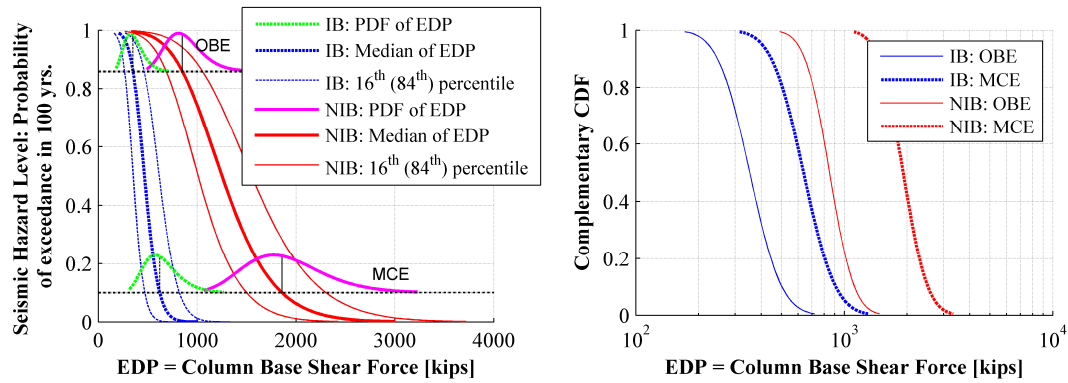 IB: PDF of EDP
IB: Median of EDP
IB: 16th (84th) percentile
NIB: PDF of EDP
NIB: Median of EDP
NIB: 16th (84th) percentile
OBE
MCE
1
0.8
0.6
0.4
0.2
0
0
1000
2000
3000
4000
Seismic Hazard Level: Probability
of exceedance in 100 yrs.
EDP = Column Base Shear Force [kips]
IB: OBE
IB: MCE
NIB: OBE
NIB: MCE
1
0.8
0.6
0.4
0.2
0
10^2
10^3
10^4
Complementary CDF
EDP = Column Base Shear Force [kips]